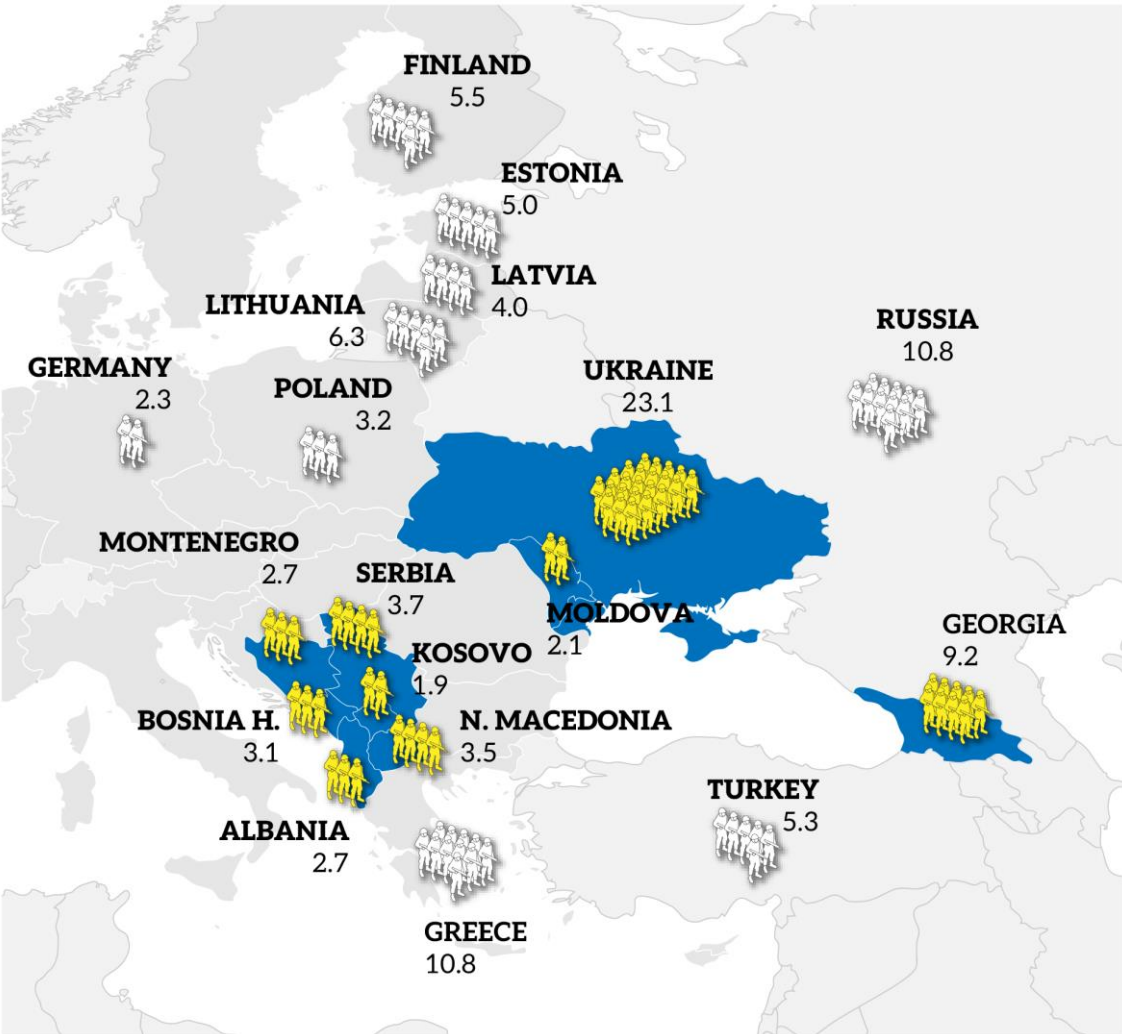 FINLAND
5.5
ESTONIA
5.0
LATVIA
4.0
LITHUANIA
6.3
RUSSIA
10.8
GERMANY
2.3
POLAND
3.2
UKRAINE
23.1
MONTENEGRO
2.7
SERBIA
3.7
MOLDOVA
2.1
GEORGIA
9.2
KOSOVO
1.9
BOSNIA H.
3.1
N. MACEDONIA
3.5
TURKEY
5.3
ALBANIA
2.7
GREECE
10.8